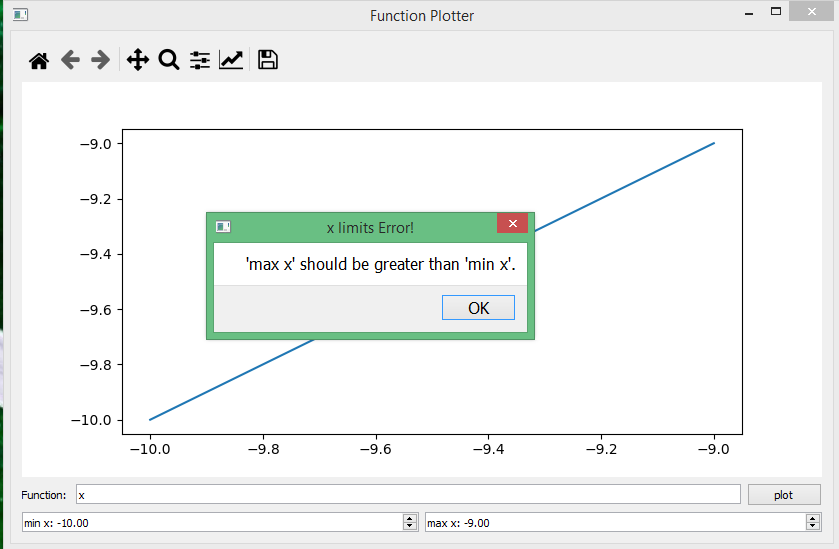 Function Plotter
−9.0
−9.2
−9.4
−9.6
−9.8
−10.0
x limits Error!
'max x' should be greater than 'min x'.
OK
−10.0 −9.8 −9.6 −9.4 −9.2 −9.0
Function: x plot
min x: -10.00 max x: -9.00